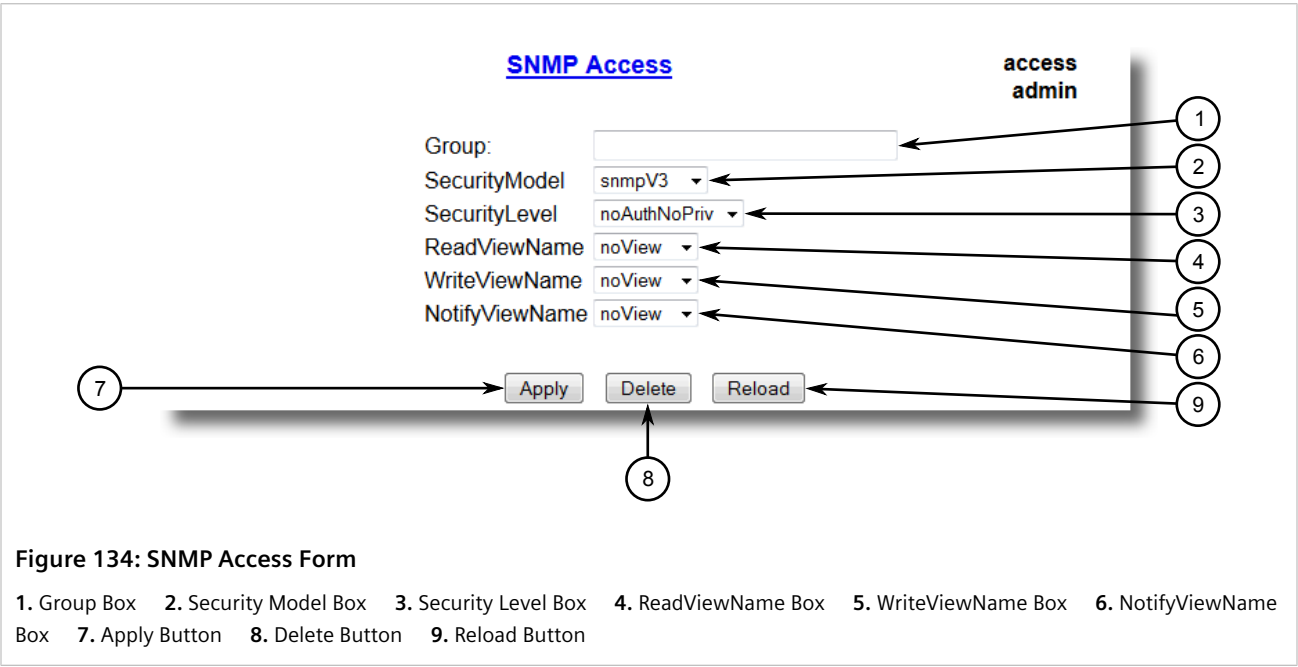 SNMP Access
access
admin
1
Group:
2
SecurityModel snmpV3
3
SecurityLevel noAuthNoPriv
4
ReadViewName noView
5
WriteViewName noView
6
NotifyViewName noView
7
Apply Delete Reload
9
8
Figure 134: SNMP Access Form
1. Group Box 2. Security Model Box 3. Security Level Box 4. ReadViewName Box 5. WriteViewName Box 6. NotifyViewName
Box 7. Apply Button 8. Delete Button 9. Reload Button